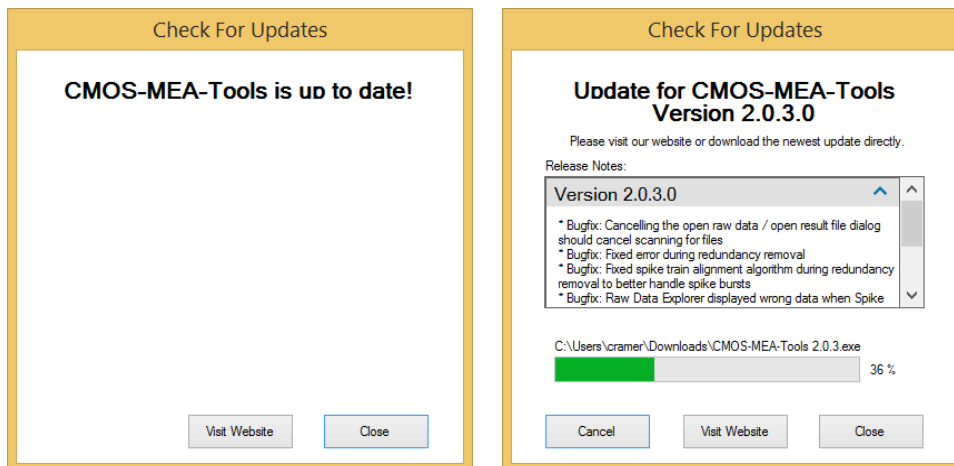 Check For Updates
CMOS-MEA-Tools is up to date!
Visit Website
Close
Check For Updates
Update for CMOS-MEA-Tools
Version 2.0.3.0
Please visit our website or download the newest update directly.
Release Notes:
Version 2.0.3.0
* Bugfix: Cancelling the open raw data / open result file dialog
should cancel scanning for files
* Bugfix: Fixed error during redundancy removal
* Bugfix: Fixed spike train alignment algorithm during redundancy
removal to better handle spike bursts
* Bugfix: Raw Data Explorer displayed wrong data when Spike
C:\Users\cramer\Downloads\CMOS-MEA-Tools 2.0.3.exe
36 %
Cancel
Visit Website
Close